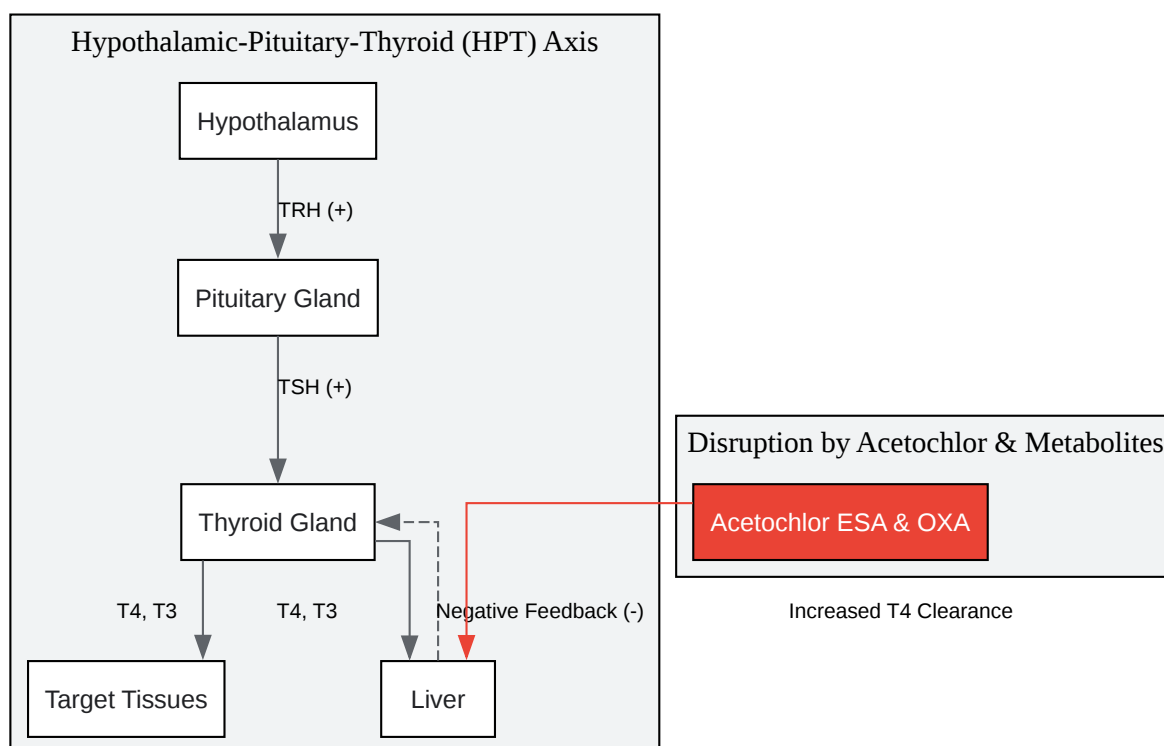 Hypothalamic-Pituitary-Thyroid (HPT) Axis
Hypothalamus
TRH (+)
Pituitary Gland
TSH (+)
Disruption by Acetochlor & Metabolites
Thyroid Gland
Acetochlor ESA & OXA
T4, T3
T4, T3
Negative Feedback (-)
Increased T4 Clearance
Target Tissues
Liver